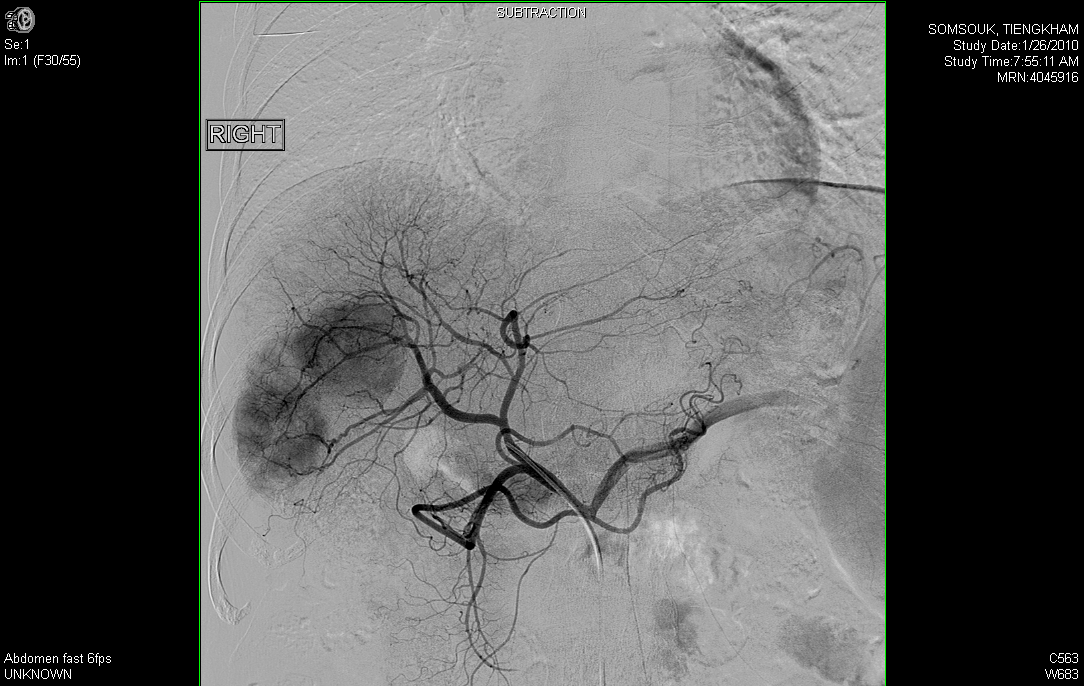 SUBTRACTION
Se:1
Im:1 (F30/55)
SOMSOUK, TIENGKHAM
Study Date:1/26/2010
Study Time:7:55:11 AM
MRN:4045916
RIGHT
Abdomen fast 6fps
UNKNOWN
C563
W683